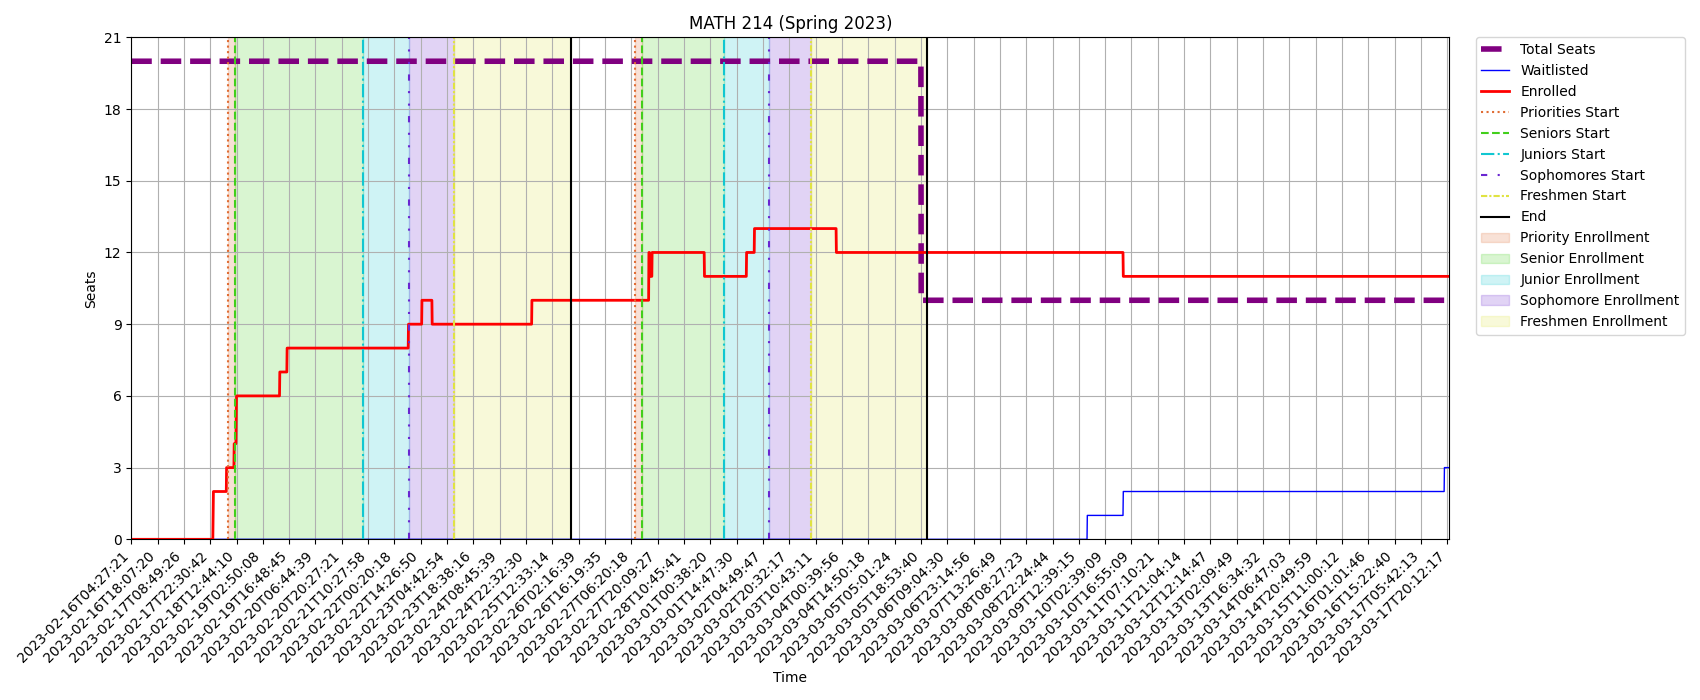 MATH 214 (Spring 2023)
21
18
15
12
9
6
3
0
Seats
2023-02-16T04:27:21
2023-02-16T18:07:20
2023-02-17T08:49:26
2023-02-17T22:30:42
2023-02-18T12:44:10
2023-02-19T02:50:08
2023-02-19T16:48:45
2023-02-20T06:44:39
2023-02-20T20:27:21
2023-02-21T10:27:58
2023-02-22T00:20:18
2023-02-22T14:26:50
2023-02-23T04:42:54
2023-02-23T18:38:16
2023-02-24T08:45:39
2023-02-24T22:32:30
2023-02-25T12:33:14
2023-02-26T02:16:39
2023-02-26T16:19:35
2023-02-27T06:20:18
2023-02-27T20:09:27
2023-02-28T10:45:41
2023-03-01T00:38:20
2023-03-01T14:47:30
2023-03-02T04:49:47
2023-03-02T20:32:17
2023-03-03T10:43:11
2023-03-04T00:39:56
2023-03-04T14:50:18
2023-03-05T05:01:24
2023-03-05T18:53:40
2023-03-06T09:04:30
2023-03-06T23:14:56
2023-03-07T13:26:49
2023-03-08T08:27:23
2023-03-08T22:24:44
2023-03-09T12:39:15
2023-03-10T02:39:09
2023-03-10T16:55:09
2023-03-11T07:10:21
2023-03-11T21:04:14
2023-03-12T12:14:47
2023-03-13T02:09:49
2023-03-13T16:34:32
2023-03-14T06:47:03
2023-03-14T20:49:59
2023-03-15T11:00:12
2023-03-16T01:01:46
2023-03-16T15:22:40
2023-03-17T05:42:13
2023-03-17T20:12:17
Time
Total Seats
Waitlisted
Enrolled
Priorities Start
Seniors Start
Juniors Start
Sophomores Start
Freshmen Start
End
Priority Enrollment
Senior Enrollment
Junior Enrollment
Sophomore Enrollment
Freshmen Enrollment